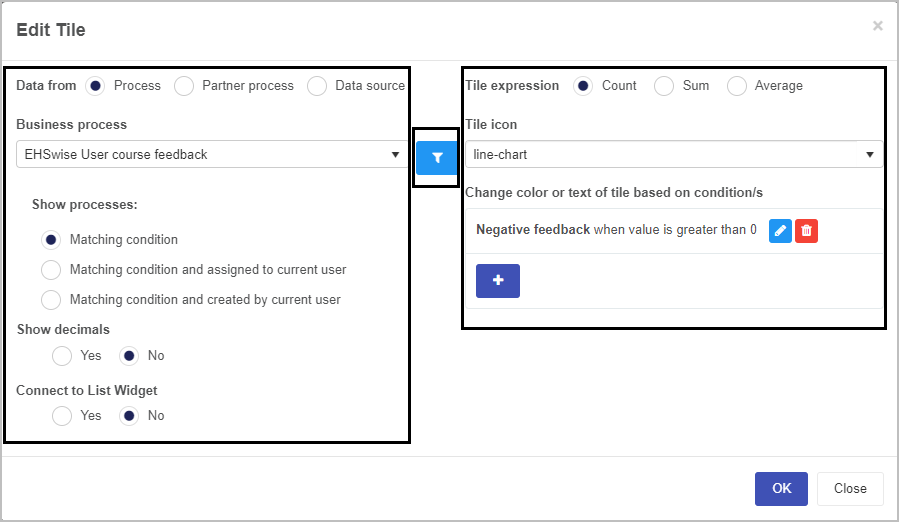 Edit Tile
×
Data from Process Partner process Data source
Business process
EHSwise User course feedback
Show processes:
Matching condition
Matching condition and assigned to current user
Matching condition and created by current user
Show decimals
Yes No
Connect to List Widget
Yes No
Tile expression Count Sum Average
Tile icon
line-chart
Change color or text of tile based on condition/s
Negative feedback when value is greater than 0
+
OK Close